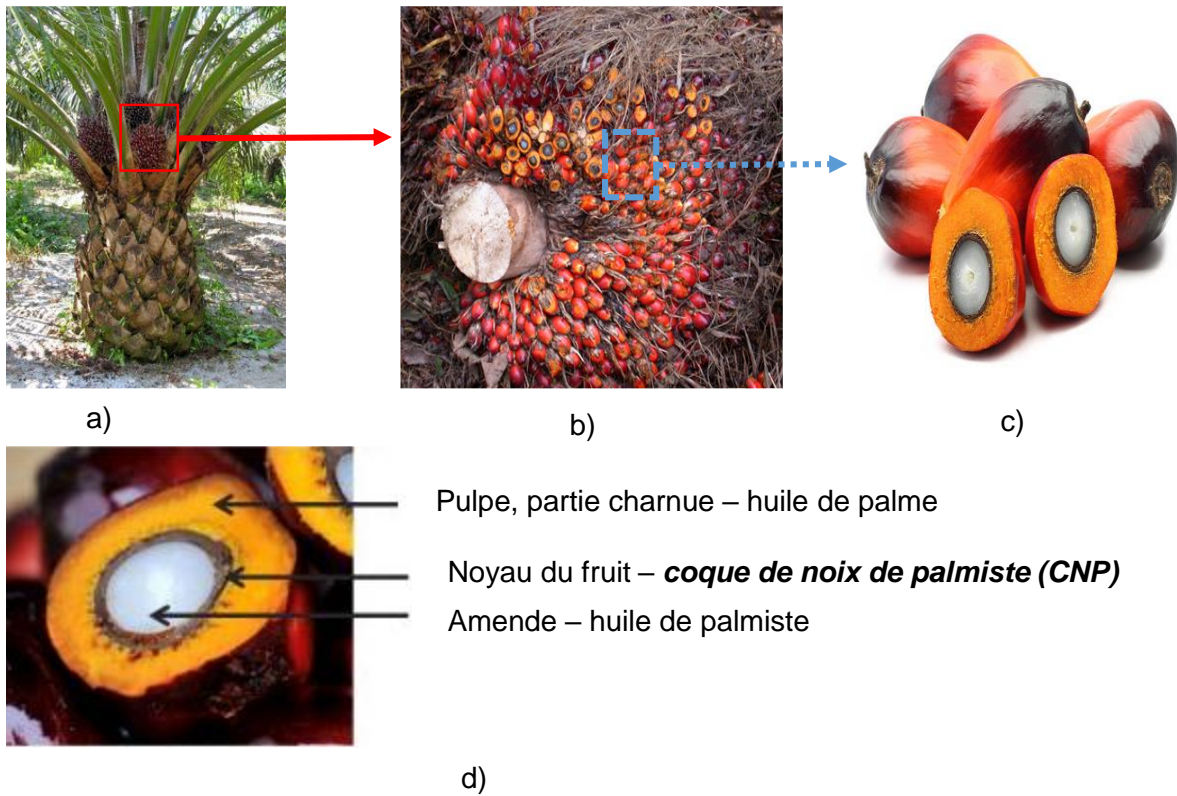 a)
b)
c)
Pulpe, partie charnue – huile de palme
Noyau du fruit – coque de noix de palmiste (CNP)
Amende – huile de palmiste
d)